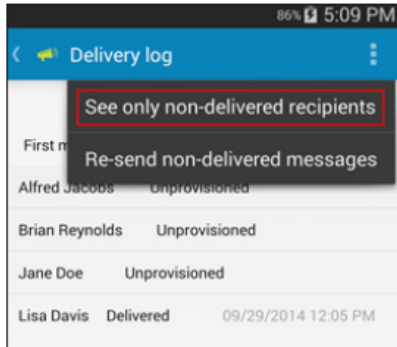 86% 5:09 PM
Delivery log
See only non-delivered recipients
Re-send non-delivered messages
First m
Alfred Jacobs Unprovisioned
Brian Reynolds Unprovisioned
Jane Doe Unprovisioned
Lisa Davis Delivered 09/29/2014 12:05 PM